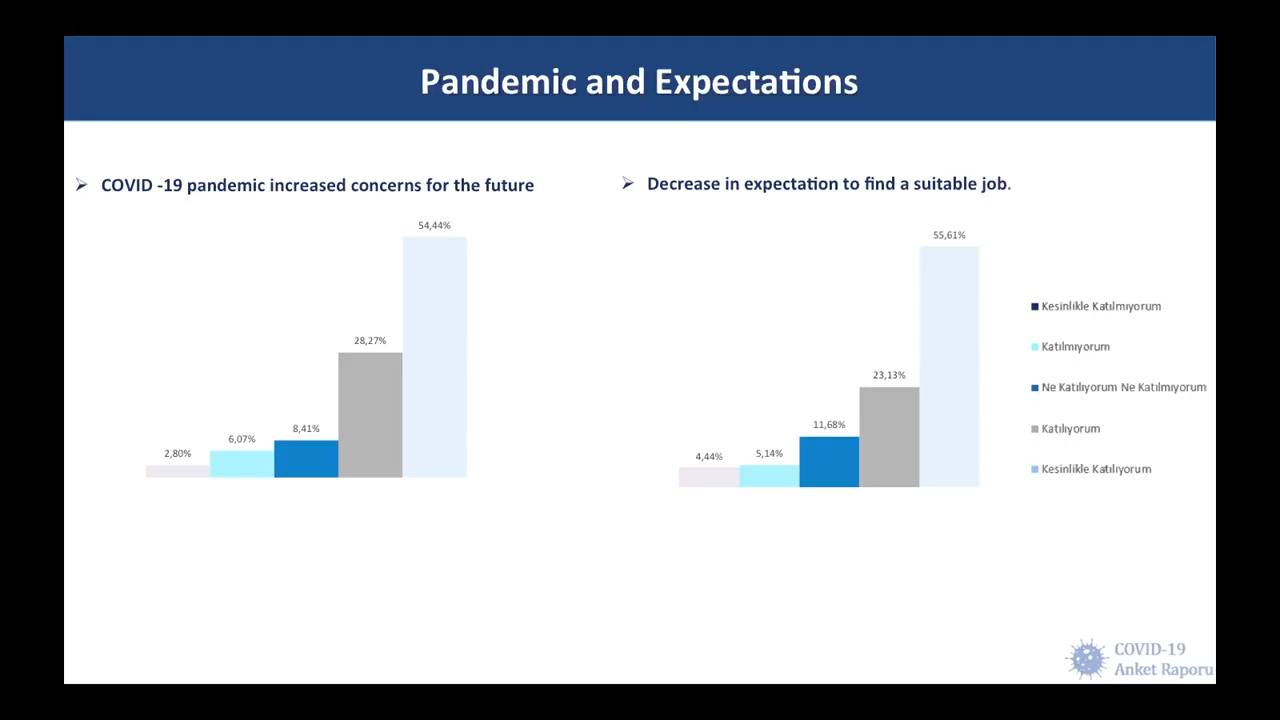 Pandemic and Expectations
COVID -19 pandemic increased concerns for the future
54,44%
28,27%
8,41%
6,07%
2,80%
Decrease in expectation to find a suitable job.
55,61%
23,13%
11,68%
5,14%
4,44%
Kesinlikle Katılmıyorum
Katılmıyorum
Ne Katılıyorum Ne Katılmıyorum
Katılıyorum
Kesinlikle Katılıyorum
COVID-19
Anket Raporu